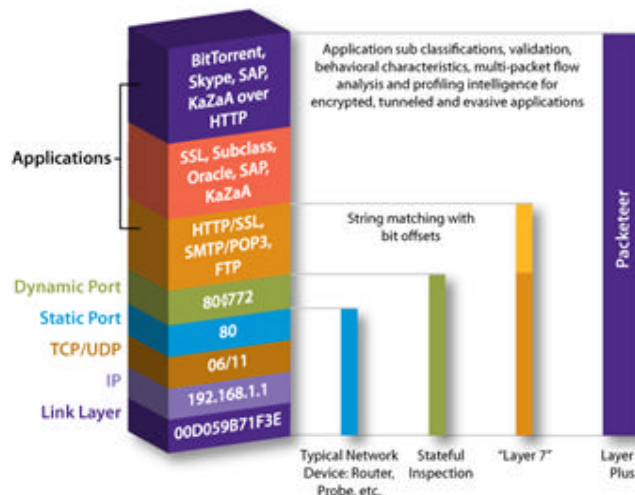 BitTorrent,
Skype, SAP,
KaZaA over
HTTP
Application sub classifications, validation,
behavioral characteristics, multi-packet flow
analysis and profiling intelligence for
encrypted, tunneled and evasive applications
Applications
SSL, Subclass,
Oracle, SAP,
KaZaA
HTTP/SSL,
SMTP/POP3,
FTP
String matching with
bit offsets
Packeteer
Dynamic Port
80◊772
Static Port
80
TCP/UDP
06/11
IP
192.168.1.1
Link Layer
00D059B71F3E
Typical Network
Device: Router,
Probe, etc.
Stateful
Inspection
"Layer 7"
Layer
Plus